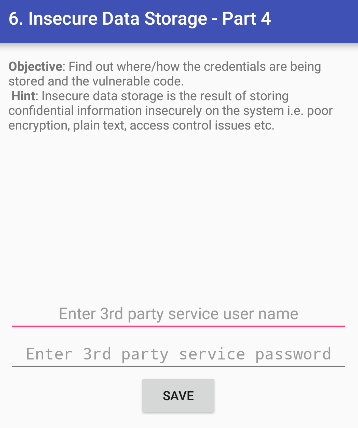 6. Insecure Data Storage - Part 4
Objective: Find out where/how the credentials are being
stored and the vulnerable code.
Hint: Insecure data storage is the result of storing
confidential information insecurely on the system i.e. poor
encryption, plain text, access control issues etc.
Enter 3rd party service user name
Enter 3rd party service password
SAVE